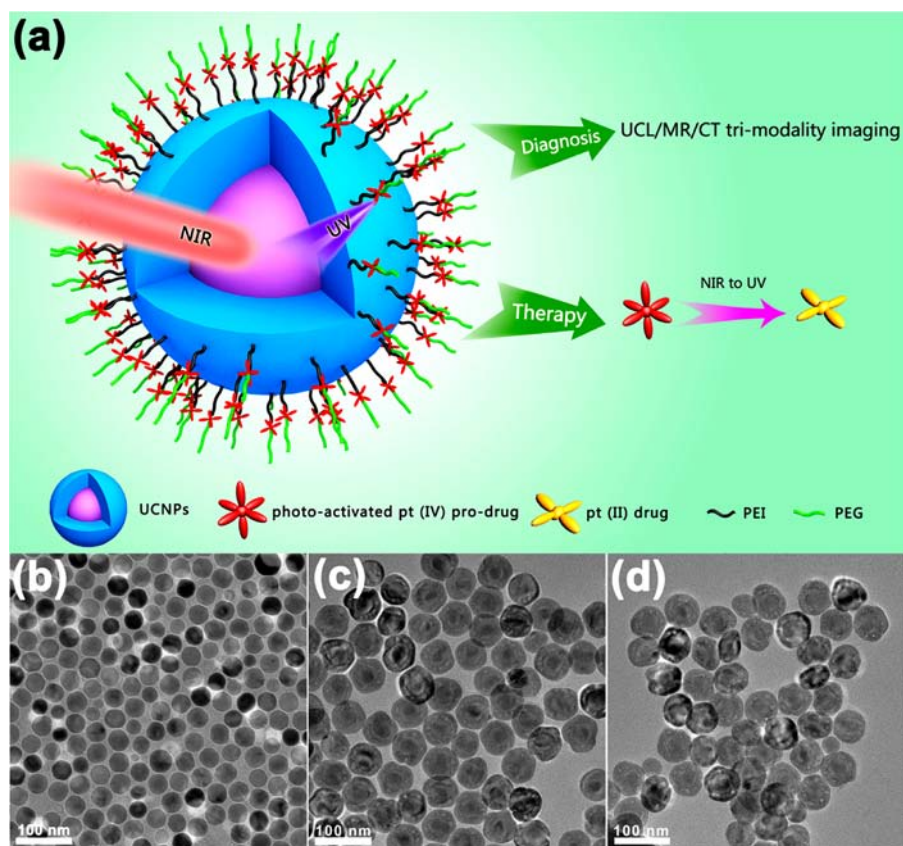 (a)
Diagnosis
UCL/MR/CT tri-modality imaging
NIR
UV
Therapy
NIR to UV
UCNPs
photo-activated pt (IV) pro-drug
pt (II) drug
PEI
PEG
(b)
(c)
(d)
100 nm
100 nm
100 nm